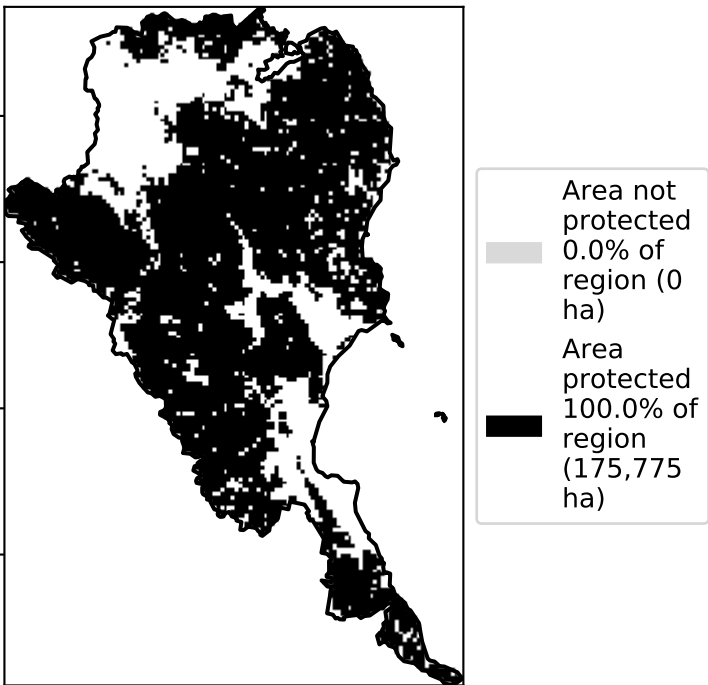 Area not
protected
0.0% of
region (0
ha)
Area
protected
100.0% of
region
(175,775
ha)